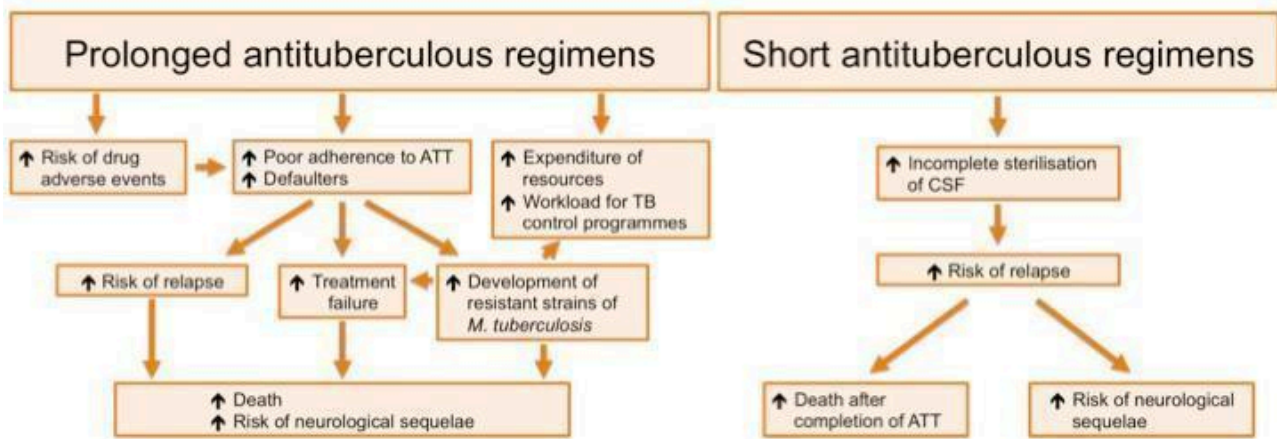 Prolonged antituberculous regimens
↑ Risk of drug
adverse events
↑ Poor adherence to ATT
↑ Defaulters
↑ Expenditure of
resources
↑ Workload for TB
control programmes
↑ Risk of relapse
↑ Treatment
failure
↑ Development of
resistant strains of
M. tuberculosis
↑ Death
↑ Risk of neurological sequelae
Short antituberculous regimens
↑ Incomplete sterilisation
of CSF
↑ Risk of relapse
↑ Death after
completion of ATT
↑ Risk of neurological
sequelae